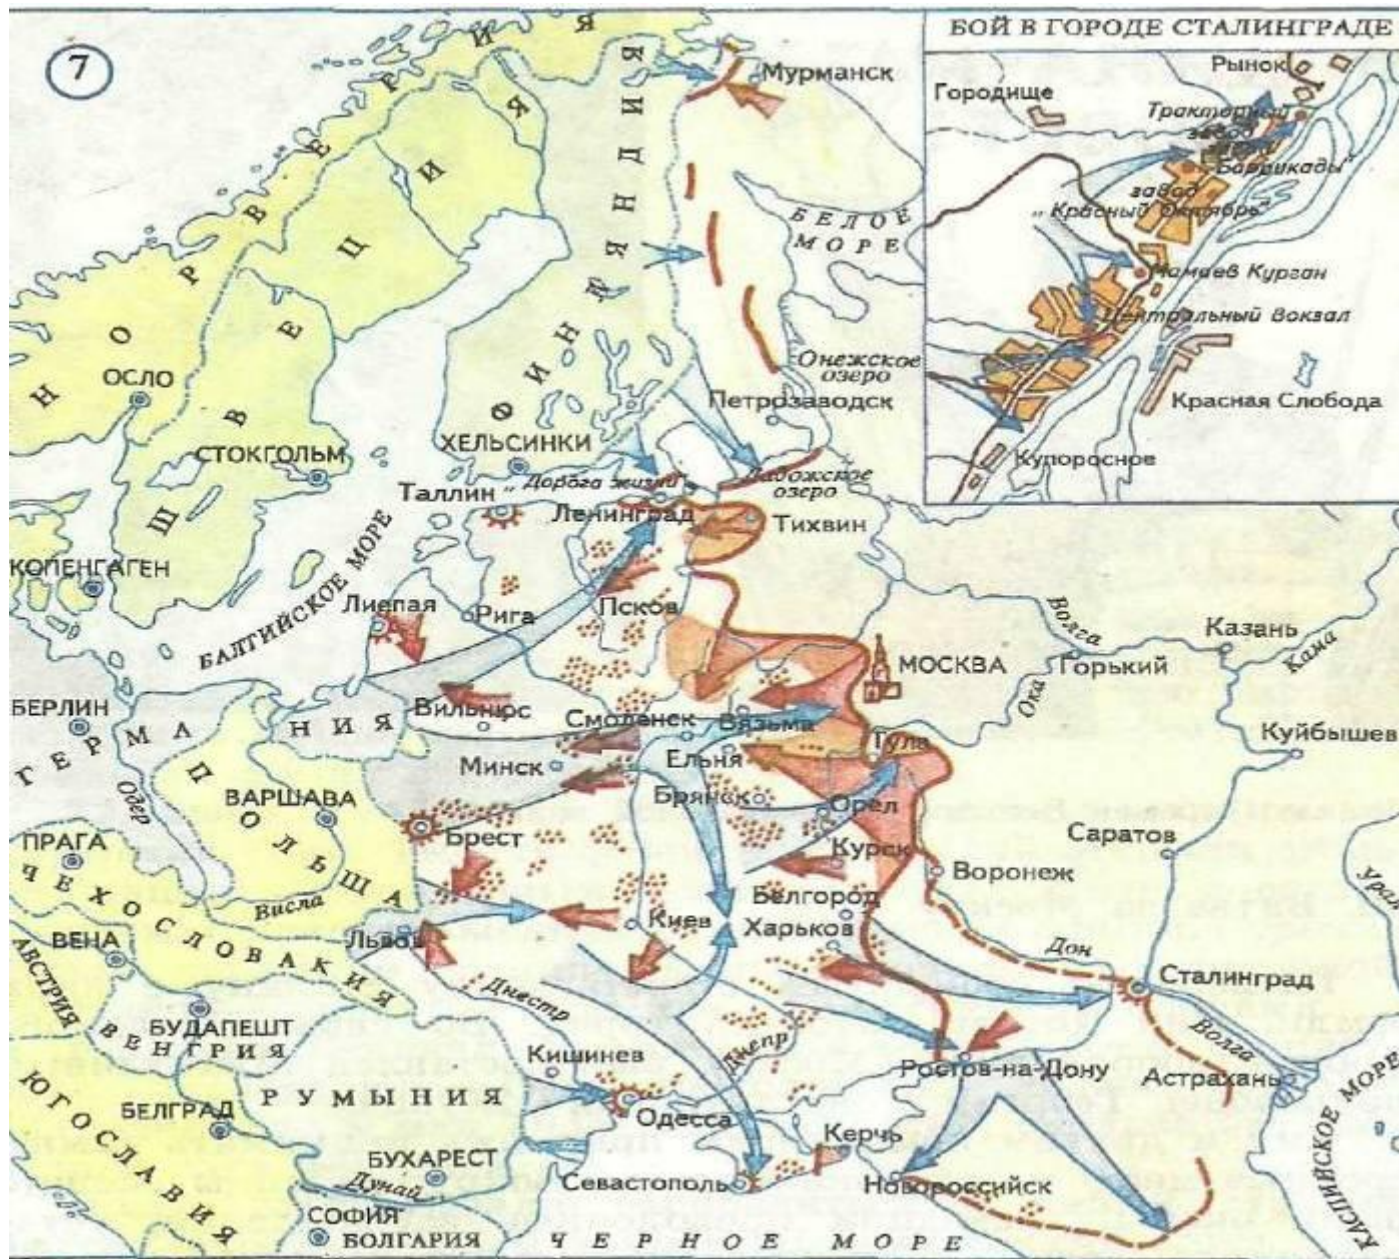 7
БОЙ В ГОРОДЕ СТАЛИНГРАДЕ
Рынок
Городище
Тракторный
завод
завод
„Баррикады"
завод
„Красный Октябрь"
Мамаев Курган
Центральный вокзал
Красная Слобода
Купоросное
НОРВЕГИЯ
ШВЕЦИЯ
ФИНЛЯНДИЯ
Мурманск
БЕЛОЕ
МОРЕ
Онежское
озеро
Петрозаводск
ОСЛО
СТОКГОЛЬМ
ХЕЛЬСИНКИ
Таллин
„Дорога жизни"
Ладожское
озеро
Ленинград
Тихвин
КОПЕНГАГЕН
БАЛТИЙСКОЕ МОРЕ
Лиепая
Рига
Псков
Волга
Казань
Кама
МОСКВА
Горький
Ока
БЕРЛИН
ГЕРМАНИЯ
Вильнюс
Смоленск
Вязьма
Куйбышев
Минск
Ельня
Тула
Одер
ПОЛЬША
ВАРШАВА
Брянск
Орел
ПРАГА
Брест
Курск
Саратов
Воронеж
Урал
ЧЕХОСЛОВАКИЯ
Висла
Белгород
Киев
Харьков
ВЕНА
Львов
Дон
Сталинград
АВСТРИЯ
Днестр
БУДАПЕШТ
ВЕНГРИЯ
Днепр
Волга
Кишинев
Ростов-на-Дону
Астрахань
ЮГОСЛАВИЯ
РУМЫНИЯ
БЕЛГРАД
Одесса
Керчь
КАСПИЙСКОЕ МОРЕ
БУХАРЕСТ
Дунай
Севастополь
Новороссийск
СОФИЯ
БОЛГАРИЯ
ЧЕРНОЕ МОРЕ